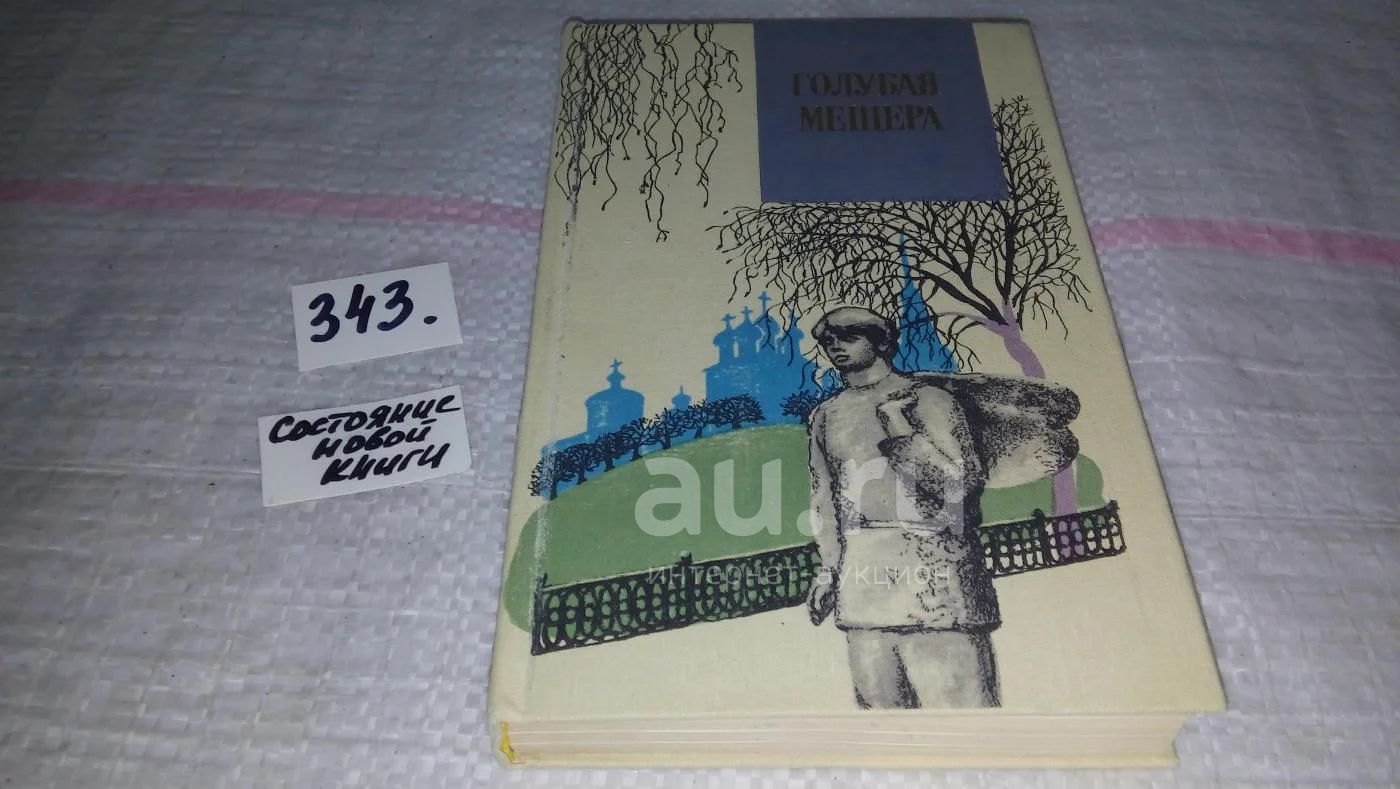 ГОЛУБАЯ
МЕЩЕРА
343.
Состояние
новой
книги
au.ru
интернет аукцион